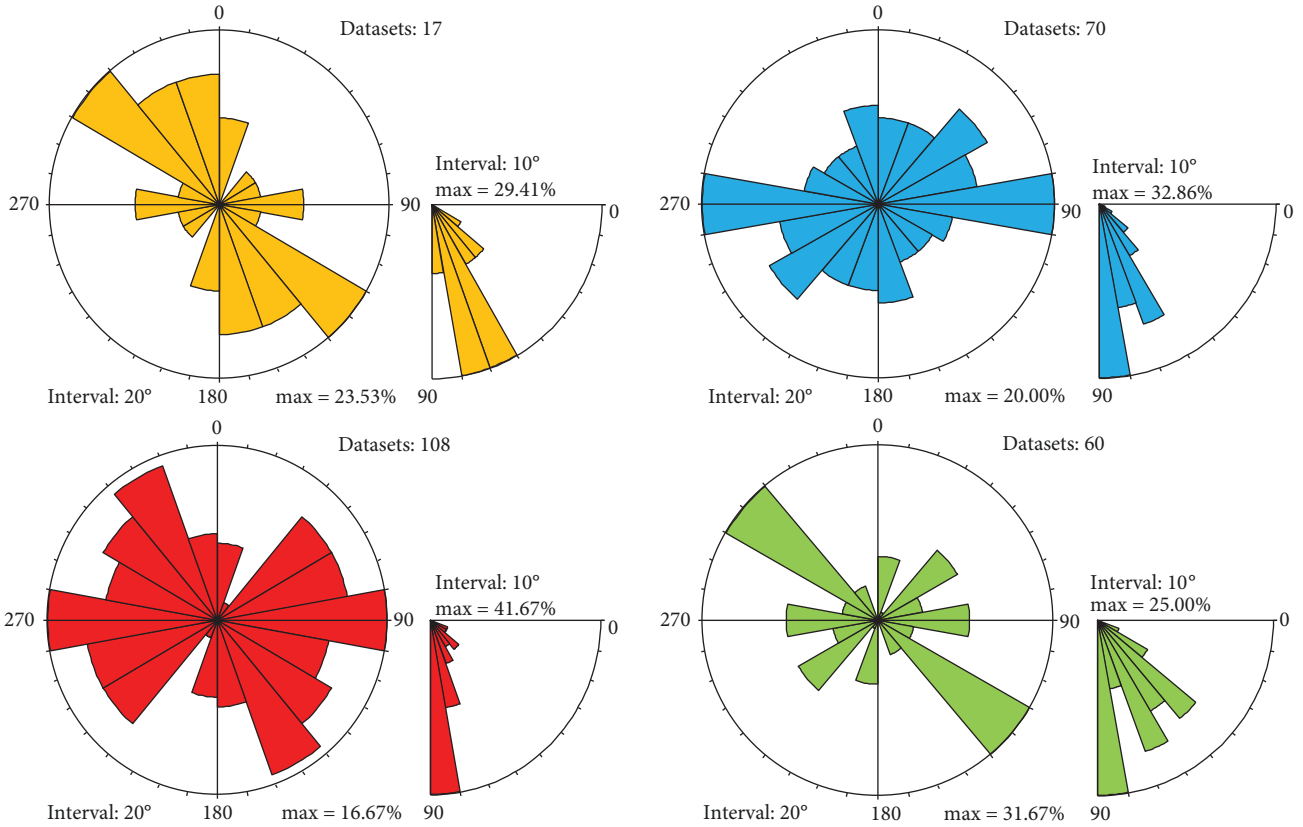 0
Datasets: 17
270
90
Interval: 10°
max = 29.41%
0
Interval: 20°
180
max = 23.53%
90
0
Datasets: 70
270
90
Interval: 10°
max = 32.86%
0
Interval: 20°
180
max = 20.00%
90
0
Datasets: 108
270
90
Interval: 10°
max = 41.67%
0
Interval: 20°
180
max = 16.67%
90
0
Datasets: 60
270
90
Interval: 10°
max = 25.00%
0
Interval: 20°
180
max = 31.67%
90